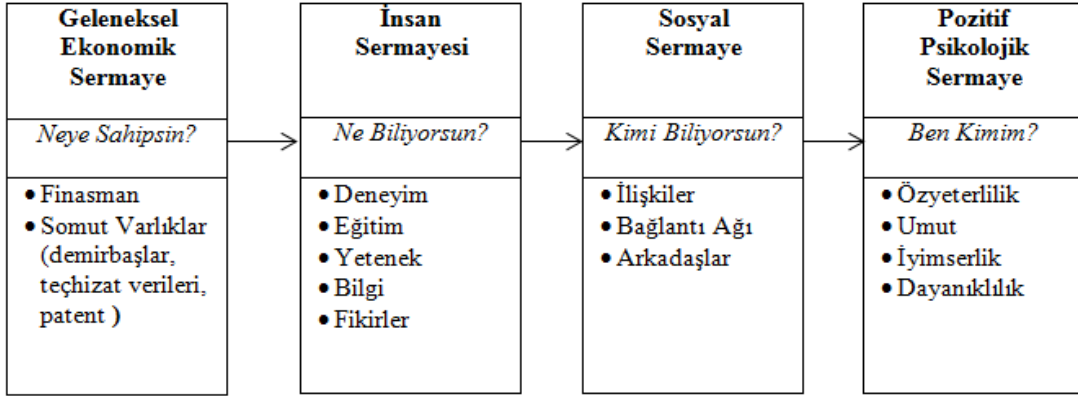 Geleneksel
Ekonomik
Sermaye
Neye Sahipsin?
• Finasman
• Somut Varlıklar
(demirbaşlar,
teçhizat verileri,
patent )
İnsan
Sermayesi
Ne Biliyorsun?
• Deneyim
• Eğitim
• Yetenek
• Bilgi
• Fikirler
Sosyal
Sermaye
Kimi Biliyorsun?
• İlişkiler
• Bağlantı Ağı
• Arkadaşlar
Pozitif
Psikolojik
Sermaye
Ben Kimim?
• Özyeterlilik
• Umut
• İyimserlik
• Dayanıklılık